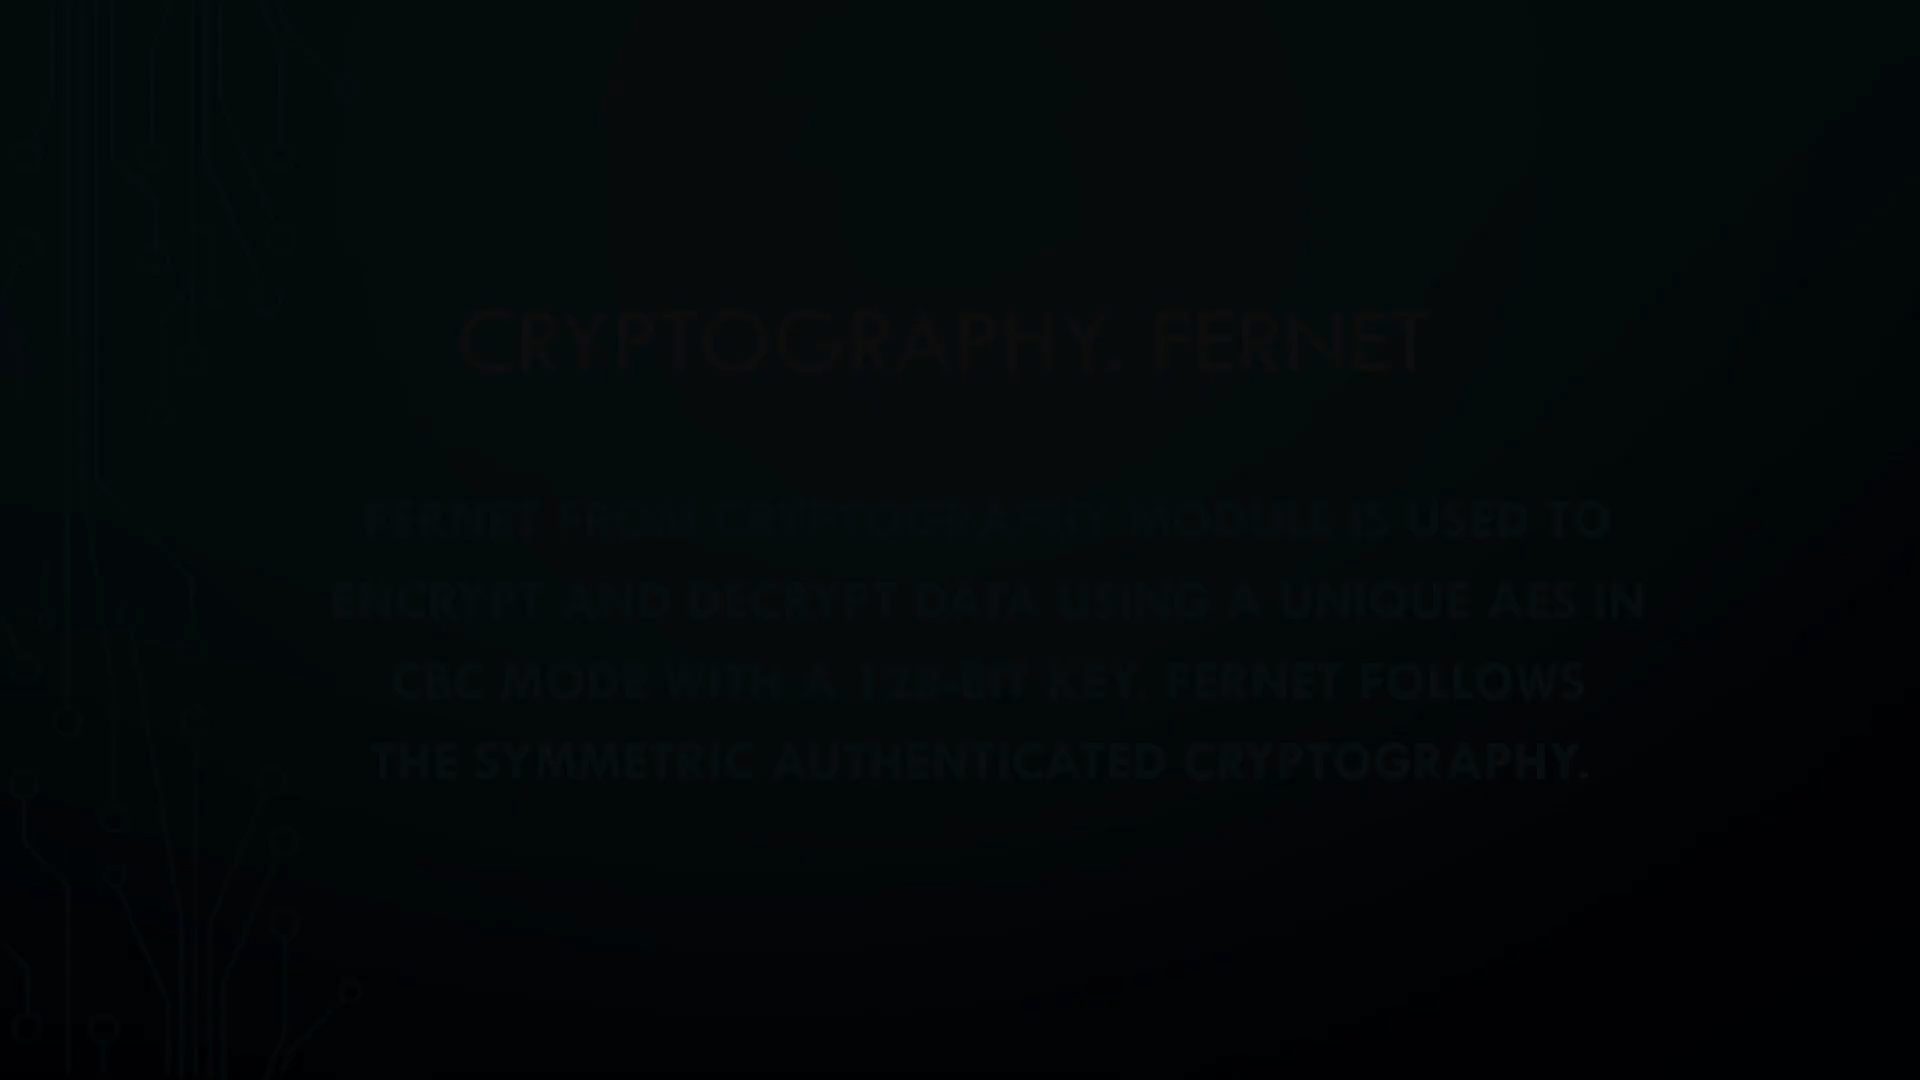 CRYPTOGRAPHY. FERNET
FERNET FROM CRYPTOGRAPHY MODULE IS USED TO
ENCRYPT AND DECRYPT DATA USING A UNIQUE AES IN
CBC MODE WITH A 128-BIT KEY. FERNET FOLLOWS
THE SYMMETRIC AUTHENTICATED CRYPTOGRAPHY.